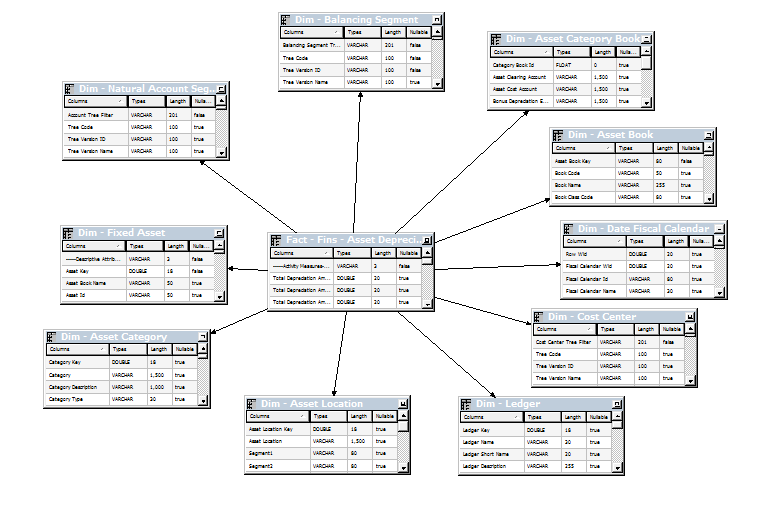 Dim - Balancing Segment
Columns Types Length Nullable
Balancing Segment Tr... VARCHAR 201 false
Tree Code VARCHAR 100 false
Tree Version ID VARCHAR 100 false
Tree Version Name VARCHAR 100 true
Dim - Asset Category Book
Columns Types Length Nulla...
Category Book Id FLOAT 0 true
Asset Clearing Account VARCHAR 1,500 true
Asset Cost Account VARCHAR 1,500 true
Bonus Depreciation E... VARCHAR 1,500 true
Dim - Natural Account Seg...
Columns Types Length Nulla...
Account Tree Filter VARCHAR 201 false
Tree Code VARCHAR 100 true
Tree Version ID VARCHAR 100 true
Tree Version Name VARCHAR 100 true
Dim - Asset Book
Columns Types Length Nullable
Asset Book Key VARCHAR 80 false
Book Code VARCHAR 50 true
Book Name VARCHAR 255 true
Book Class Code VARCHAR 80 true
Dim - Fixed Asset
Columns Types Length Nulla...
-----Descriptive Attrib... VARCHAR 3 false
Asset Key DOUBLE 18 false
Asset Book Name VARCHAR 50 true
Asset Id VARCHAR 50 true
Fact - Fins - Asset Depreci...
Columns Types Length Nullable
-----Activity Measures-... VARCHAR 3 false
Total Depreciation Am... DOUBLE 20 true
Total Depreciation Am... DOUBLE 20 true
Total Depreciation Am... DOUBLE 20 true
Dim - Date Fiscal Calendar
Columns Types Length Nullable
Row Wid DOUBLE 20 true
Fiscal Calendar Wid DOUBLE 20 true
Fiscal Calendar Id VARCHAR 80 true
Fiscal Calendar Name VARCHAR 30 true
Dim - Asset Category
Columns Types Length Nullable
Category Key DOUBLE 18 true
Category VARCHAR 1,500 true
Category Description VARCHAR 1,000 true
Category Type VARCHAR 30 true
Dim - Cost Center
Columns Types Length Nullable
Cost Center Tree Filter VARCHAR 201 false
Tree Code VARCHAR 100 true
Tree Version ID VARCHAR 100 true
Tree Version Name VARCHAR 100 true
Dim - Asset Location
Columns Types Length Nullable
Asset Location Key DOUBLE 18 true
Asset Location VARCHAR 1,500 true
Segment1 VARCHAR 80 true
Segment2 VARCHAR 80 true
Dim - Ledger
Columns Types Length Nullable
Ledger Key DOUBLE 18 true
Ledger Name VARCHAR 30 true
Ledger Short Name VARCHAR 20 true
Ledger Description VARCHAR 255 true